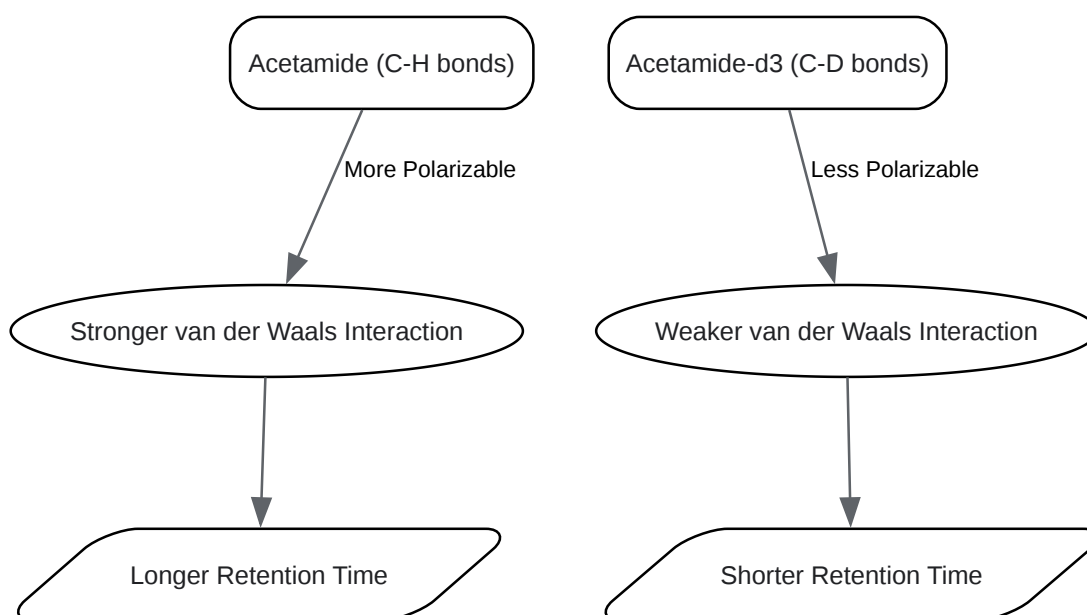 Acetamide (C-H bonds)
Acetamide-d3 (C-D bonds)
More Polarizable
Less Polarizable
Stronger van der Waals Interaction
Weaker van der Waals Interaction
Longer Retention Time
Shorter Retention Time